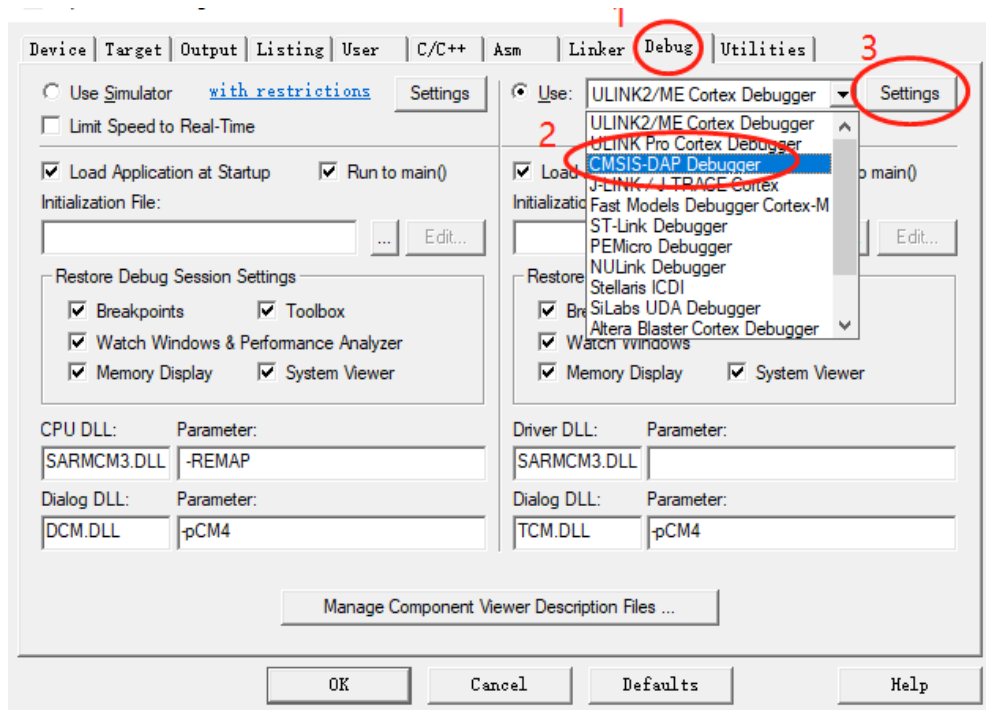 1
Device Target Output Listing User C/C++ Asm Linker Debug Utilities
3
Use Simulator with restrictions Settings
Use: ULINK2/ME Cortex Debugger Settings
Limit Speed to Real-Time
ULINK2/ME Cortex Debugger
ULINK Pro Cortex Debugger
2
CMSIS-DAP Debugger
J-LINK / J-TRACE Cortex
Fast Models Debugger Cortex-M
ST-Link Debugger
PEMicro Debugger
NULink Debugger
Stellaris ICDI
SiLabs UDA Debugger
Altera Blaster Cortex Debugger
Load Application at Startup Run to main()
Load main()
Initialization File:
... Edit...
Edit...
Restore Debug Session Settings
Breakpoints Toolbox
Watch Windows & Performance Analyzer
Memory Display System Viewer
Restore
Watch Windows
Memory Display System Viewer
CPU DLL: Parameter:
SARMCM3.DLL -REMAP
Dialog DLL: Parameter:
DCM.DLL -pCM4
Driver DLL: Parameter:
SARMCM3.DLL
Dialog DLL: Parameter:
TCM.DLL -pCM4
Manage Component Viewer Description Files ...
OK Cancel Defaults Help